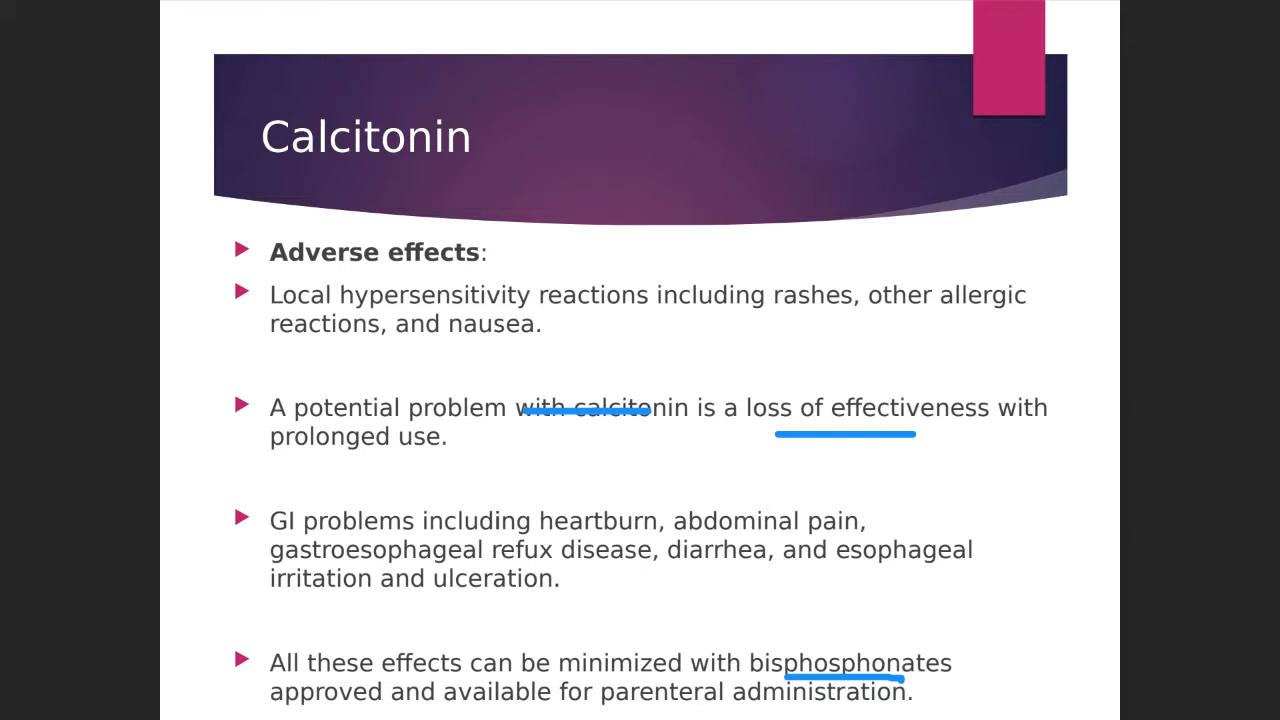 Calcitonin
Adverse effects:
Local hypersensitivity reactions including rashes, other allergic
reactions, and nausea.
A potential problem with calcitonin is a loss of effectiveness with
prolonged use.
GI problems including heartburn, abdominal pain,
gastroesophageal refux disease, diarrhea, and esophageal
irritation and ulceration.
All these effects can be minimized with bisphosphonates
approved and available for parenteral administration.